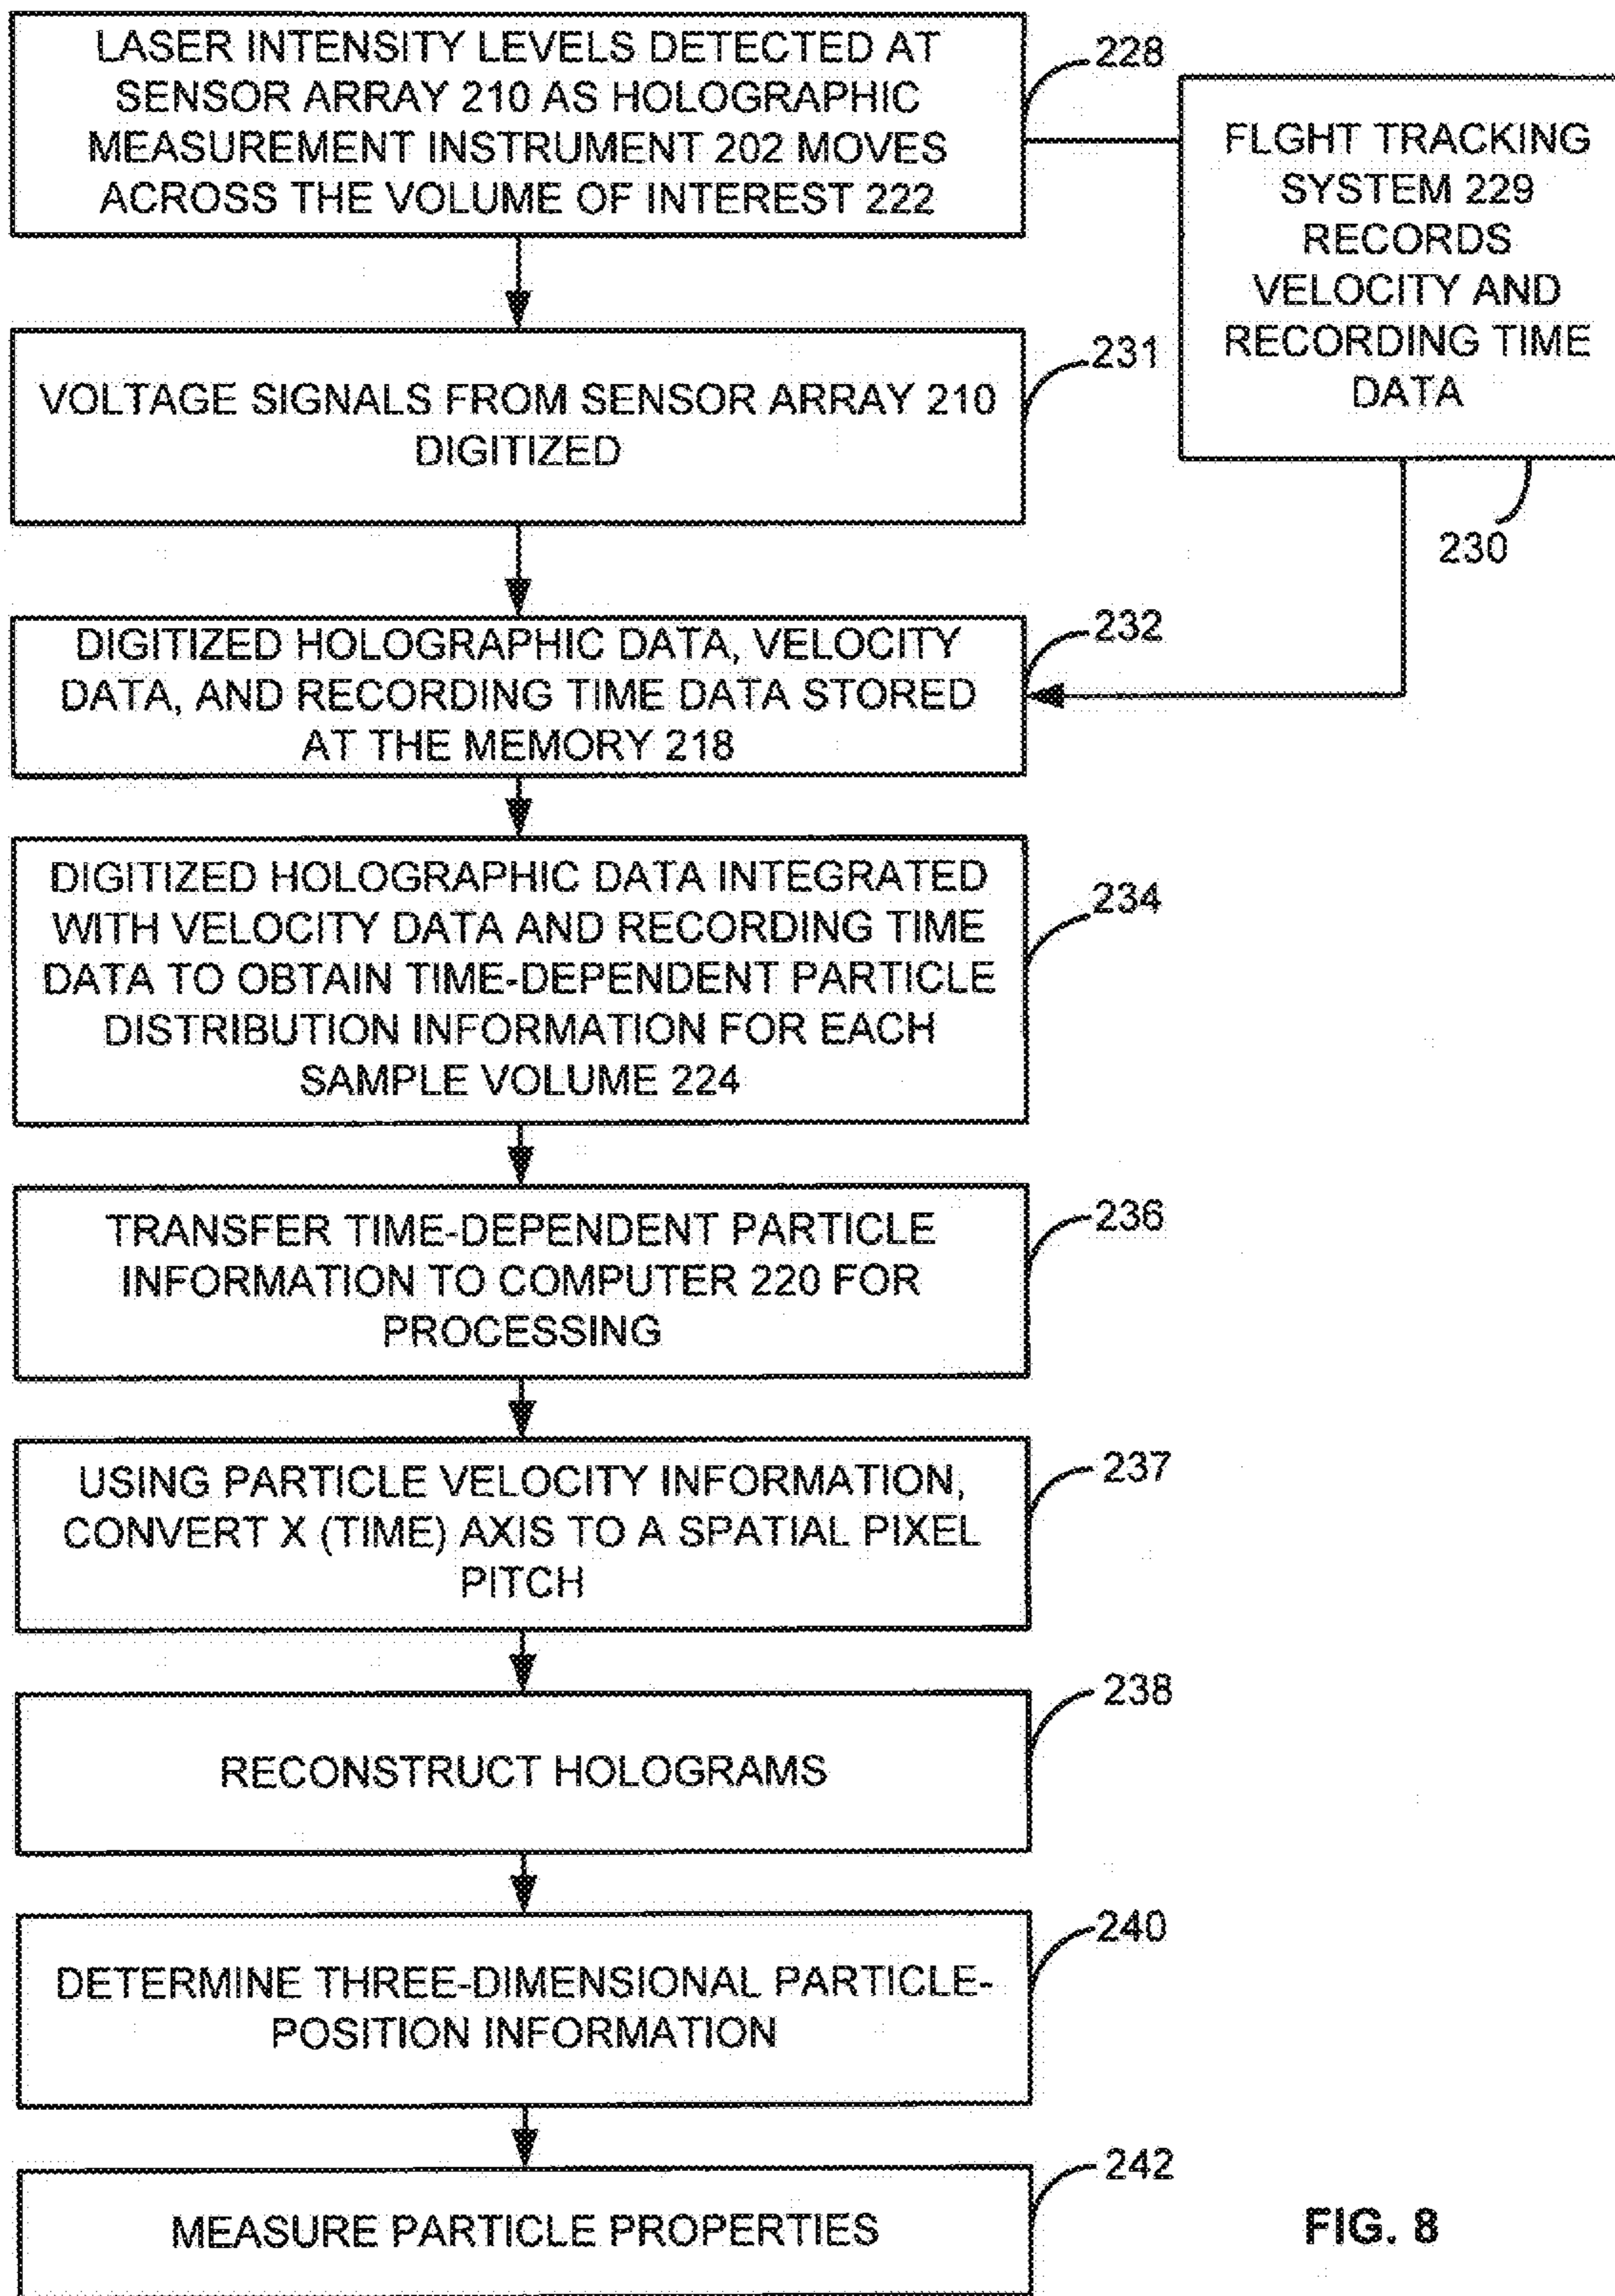 LASER INTENSITY LEVELS DETECTED AT
SENSOR ARRAY 210 AS HOLOGRAPHIC
MEASUREMENT INSTRUMENT 202 MOVES
ACROSS THE VOLUME OF INTEREST 222
228
FLGHT TRACKING
SYSTEM 229
RECORDS
VELOCITY AND
RECORDING TIME
DATA
230
VOLTAGE SIGNALS FROM SENSOR ARRAY 210
DIGITIZED
231
DIGITIZED HOLOGRAPHIC DATA, VELOCITY
DATA, AND RECORDING TIME DATA STORED
AT THE MEMORY 218
232
DIGITIZED HOLOGRAPHIC DATA INTEGRATED
WITH VELOCITY DATA AND RECORDING TIME
DATA TO OBTAIN TIME-DEPENDENT PARTICLE
DISTRIBUTION INFORMATION FOR EACH
SAMPLE VOLUME 224
234
TRANSFER TIME-DEPENDENT PARTICLE
INFORMATION TO COMPUTER 220 FOR
PROCESSING
236
USING PARTICLE VELOCITY INFORMATION,
CONVERT X (TIME) AXIS TO A SPATIAL PIXEL
PITCH
237
RECONSTRUCT HOLOGRAMS
238
DETERMINE THREE-DIMENSIONAL PARTICLE-
POSITION INFORMATION
240
MEASURE PARTICLE PROPERTIES
242
FIG. 8